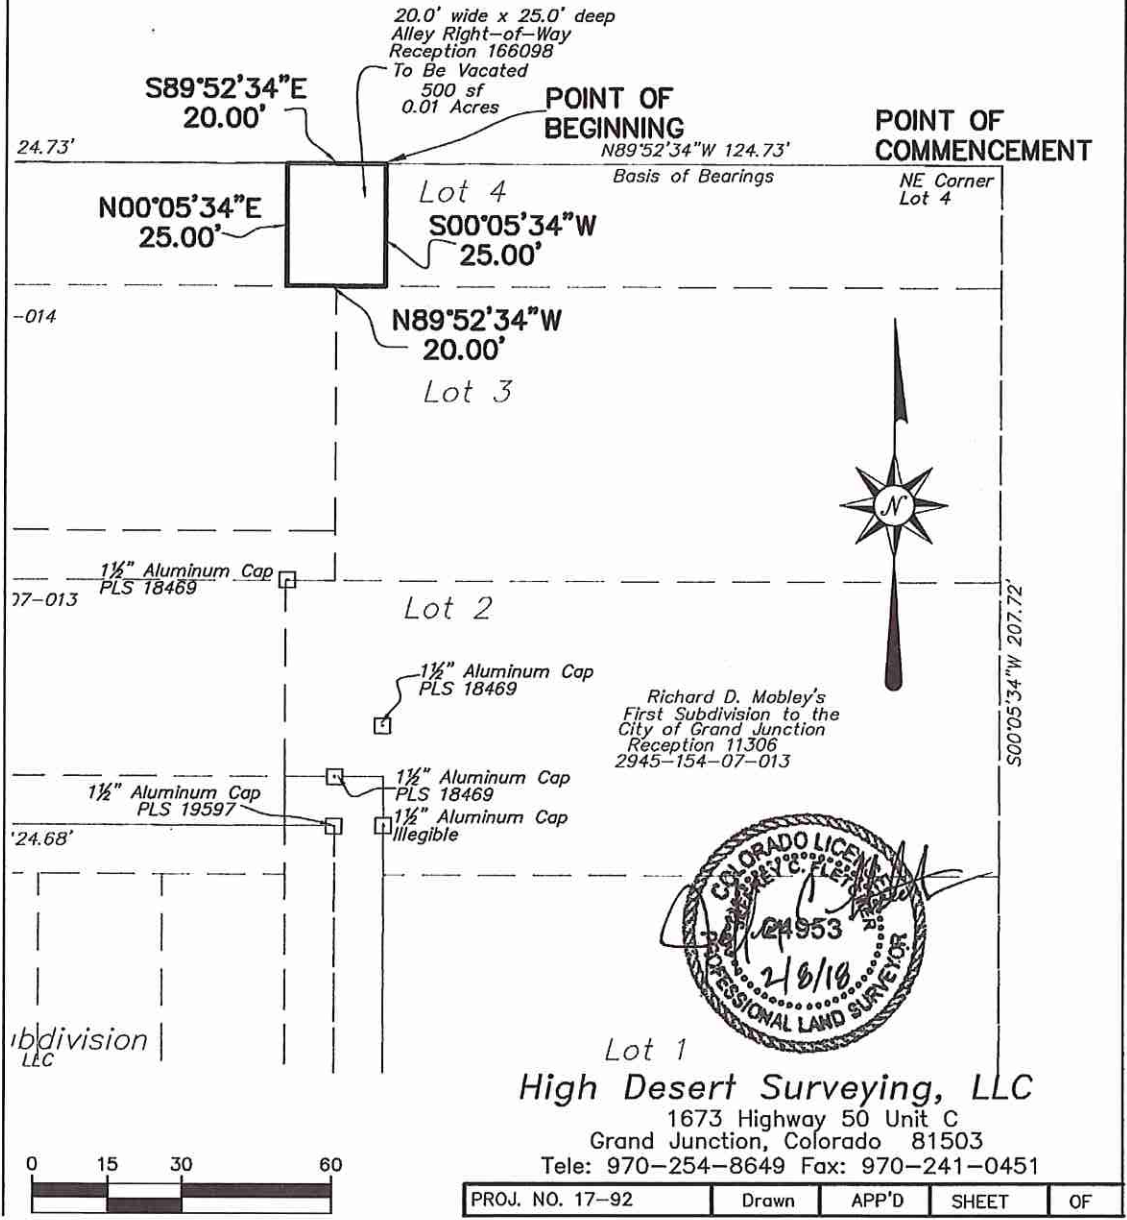 20.0' wide x 25.0' deep
Alley Right-of-Way
Reception 166098
To Be Vacated
500 sf
0.01 Acres
S89°52'34"E
20.00'
POINT OF
BEGINNING
POINT OF
COMMENCEMENT
24.73'
N89°52'34"W 124.73'
Basis of Bearings
NE Corner
Lot 4
Lot 4
N00°05'34"E
25.00'
S00°05'34"W
25.00'
-014
N89°52'34"W
20.00'
Lot 3
N
1½" Aluminum Cap
PLS 18469
07-013
Lot 2
S00°05'34"W 207.72'
1½" Aluminum Cap
PLS 18469
Richard D. Mobley's
First Subdivision to the
City of Grand Junction
Reception 11306
2945-154-07-013
1½" Aluminum Cap
PLS 18469
1½" Aluminum Cap
PLS 19597
1½" Aluminum Cap
Illegible
'24.68'
COLORADO LICENSED
JEFFREY C. FLETCHER
24953
2/8/18
PROFESSIONAL LAND SURVEYOR
ubdivision
LLC
Lot 1
High Desert Surveying, LLC
1673 Highway 50 Unit C
Grand Junction, Colorado 81503
Tele: 970-254-8649 Fax: 970-241-0451
0 15 30 60
PROJ. NO. 17-92 Drawn APP'D SHEET OF